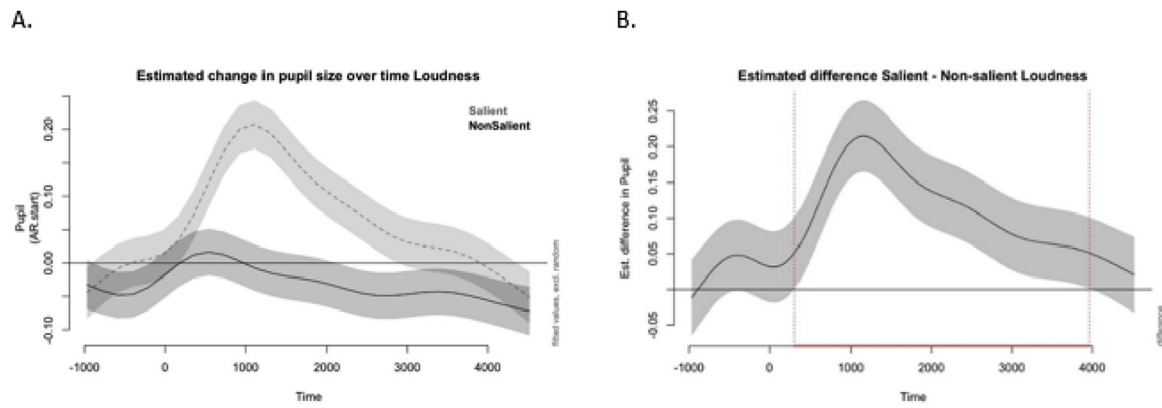 A.
Estimated change in pupil size over time Loudness
Salient
NonSalient
Pupil
(AR.start)
0.20
0.10
0.00
-0.10
-1000 0 1000 2000 3000 4000
Time
fitted values, excl. random
B.
Estimated difference Salient - Non-salient Loudness
Est. difference in Pupil
0.25
0.20
0.15
0.10
0.05
-0.05
-1000 0 1000 2000 3000 4000
Time
difference